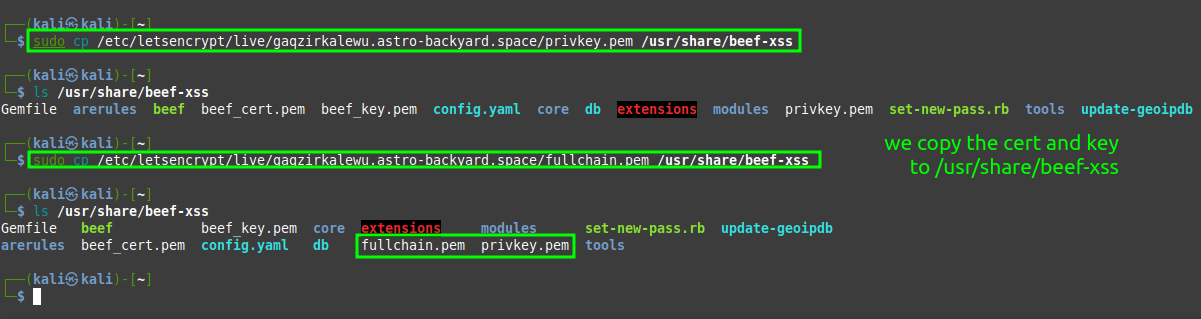 ┌──(kali㉿kali)-[~]
└─$ sudo cp /etc/letsencrypt/live/gaqzirkalewu.astro-backyard.space/privkey.pem /usr/share/beef-xss
┌──(kali㉿kali)-[~]
└─$ ls /usr/share/beef-xss
Gemfile arerules beef beef_cert.pem beef_key.pem config.yaml core db extensions modules privkey.pem set-new-pass.rb tools update-geoipdb
┌──(kali㉿kali)-[~]
└─$ sudo cp /etc/letsencrypt/live/gaqzirkalewu.astro-backyard.space/fullchain.pem /usr/share/beef-xss
we copy the cert and key
to /usr/share/beef-xss
┌──(kali㉿kali)-[~]
└─$ ls /usr/share/beef-xss
Gemfile beef beef_key.pem core extensions modules set-new-pass.rb update-geoipdb
arerules beef_cert.pem config.yaml db fullchain.pem privkey.pem tools
┌──(kali㉿kali)-[~]
└─$